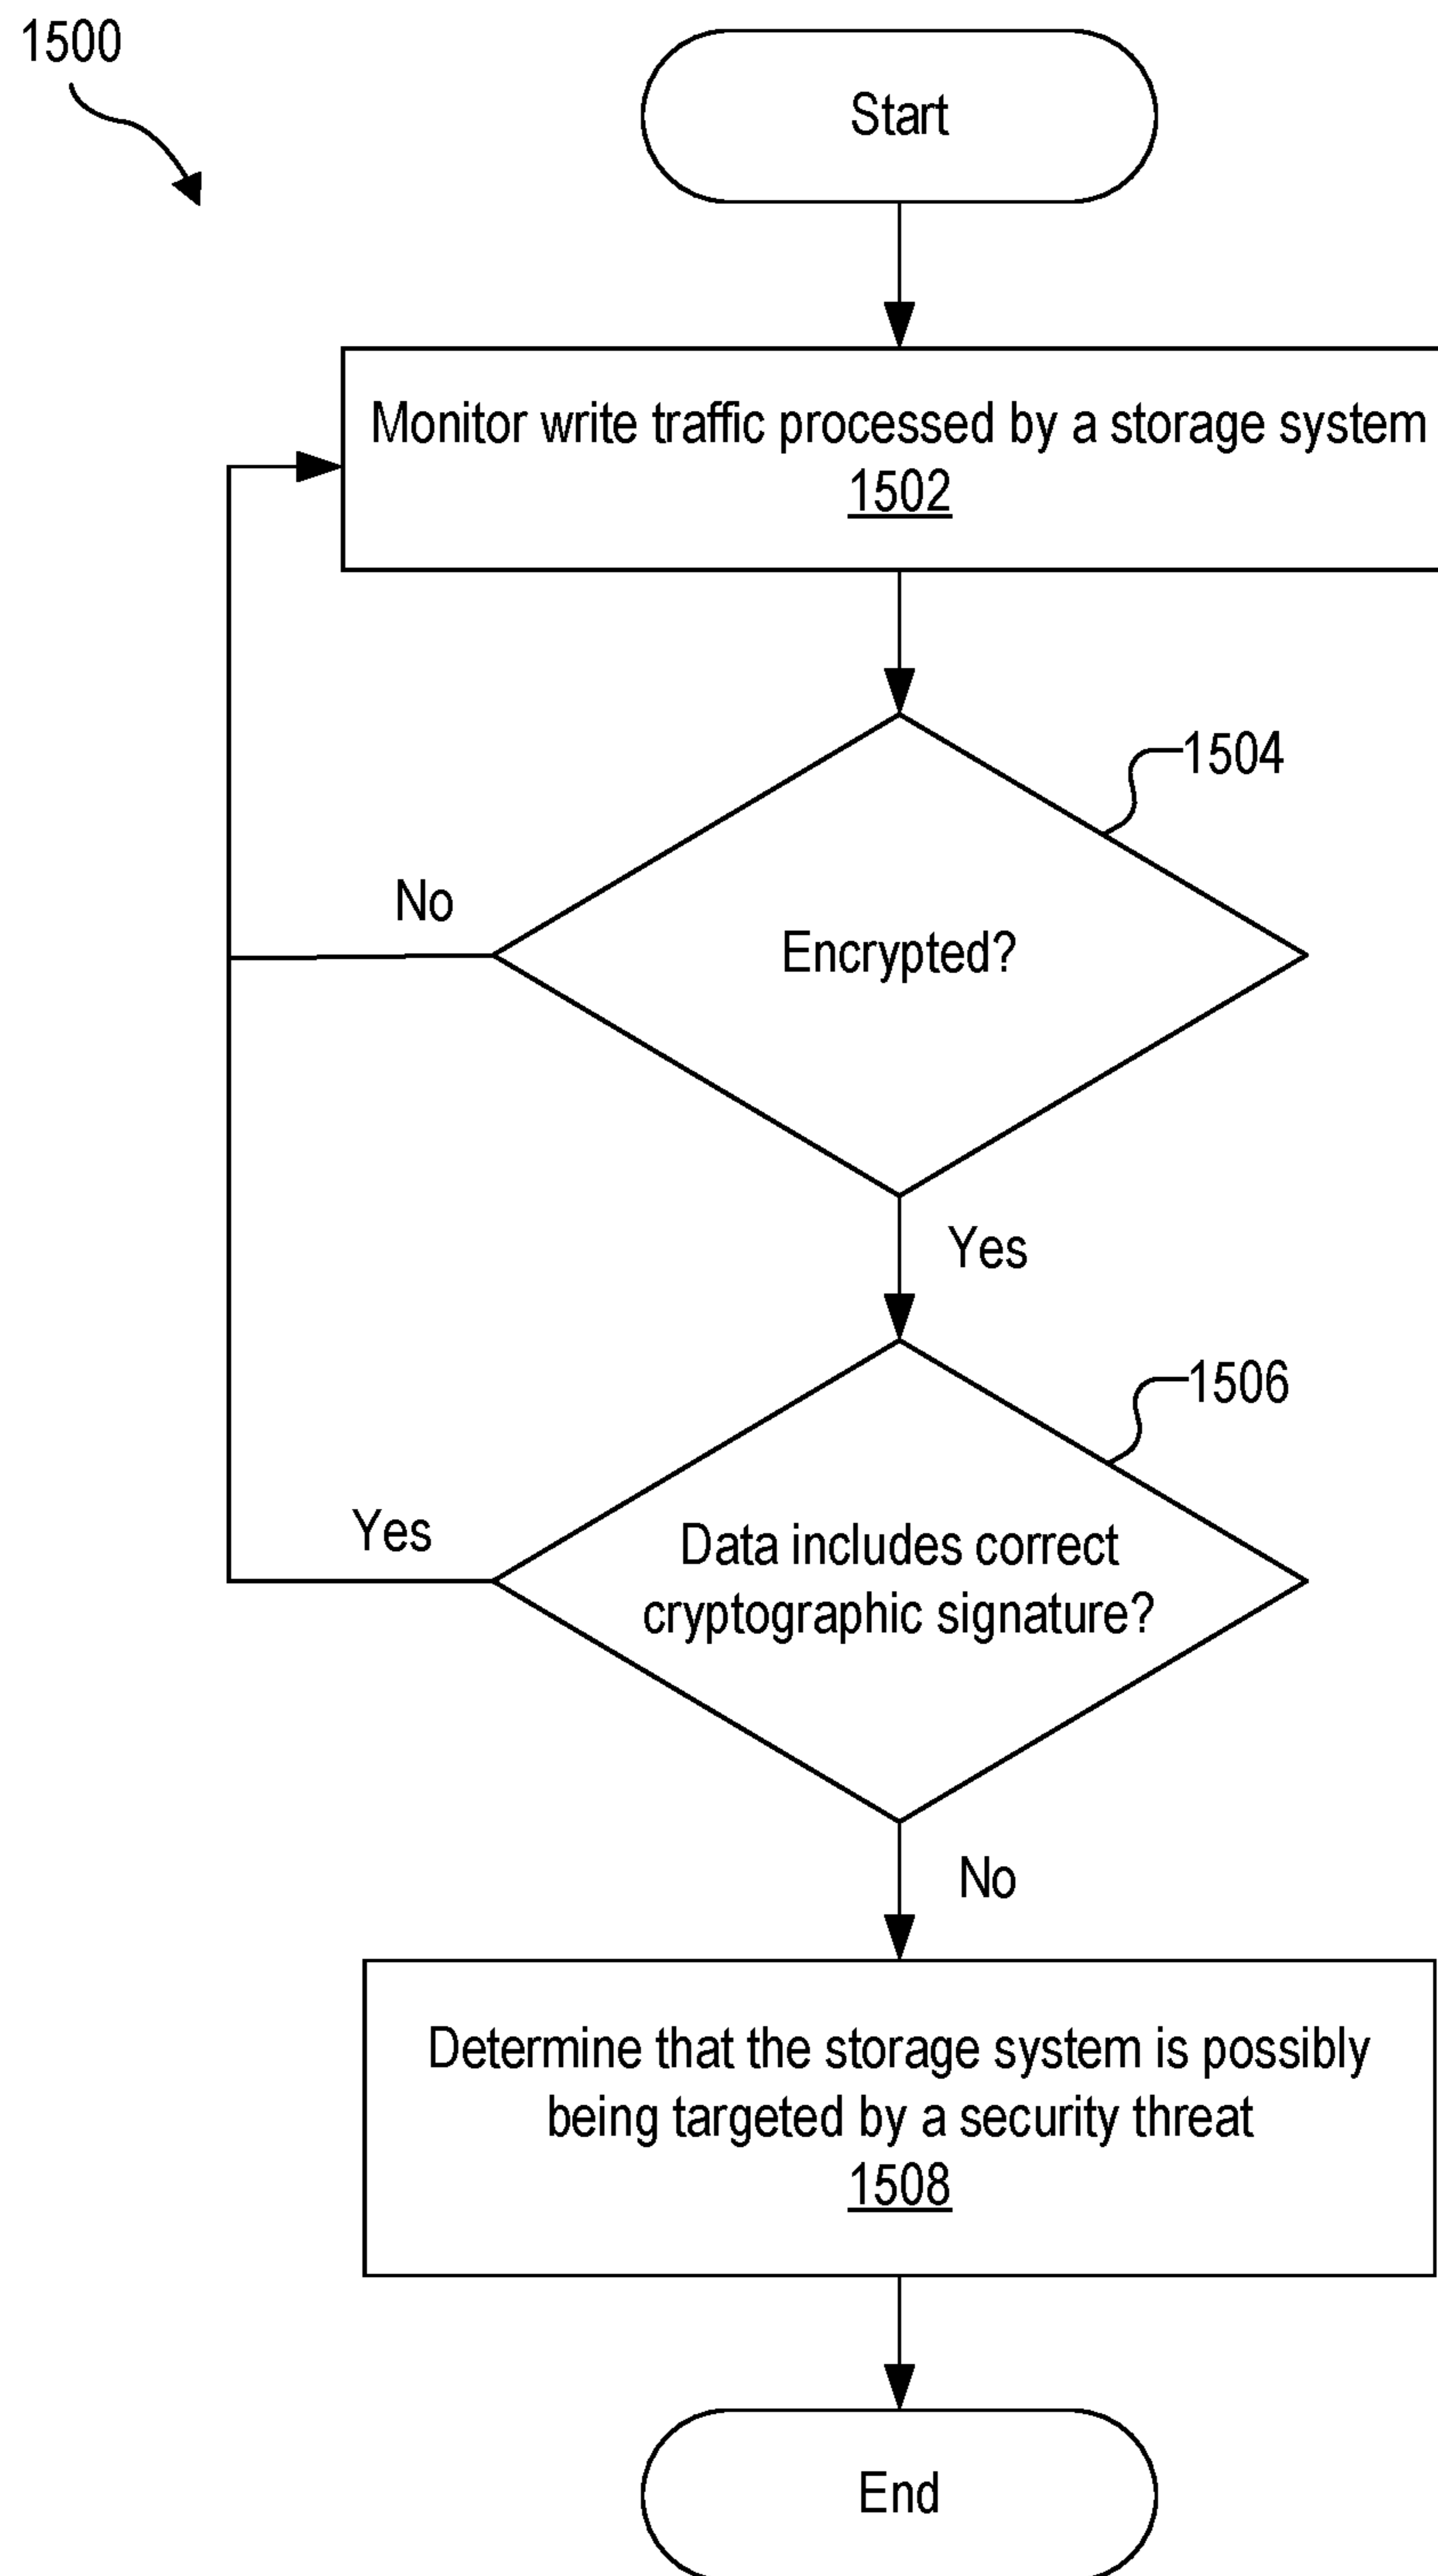 1500
Start
Monitor write traffic processed by a storage system
1502
1504
No
Encrypted?
Yes
1506
Yes
Data includes correct
cryptographic signature?
No
Determine that the storage system is possibly
being targeted by a security threat
1508
End